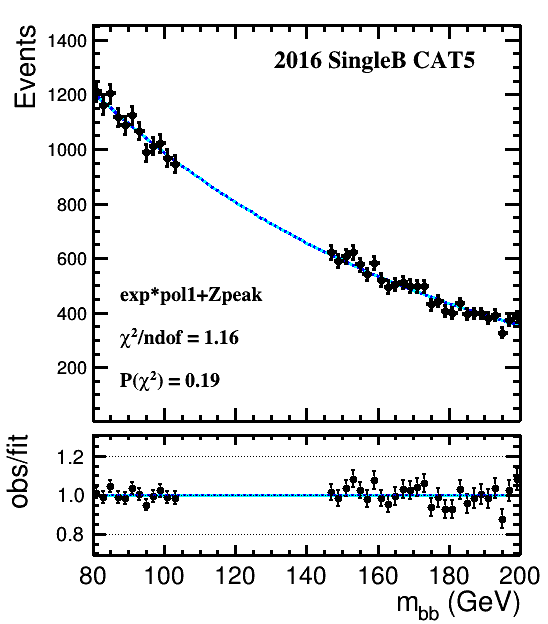 1400
Events
2016 SingleB CAT5
1200
1000
800
600
400
200
exp*pol1+Zpeak
χ²/ndof = 1.16
P(χ²) = 0.19
obs/fit
1.2
1.0
0.8
80 100 120 140 160 180 200
m_bb (GeV)